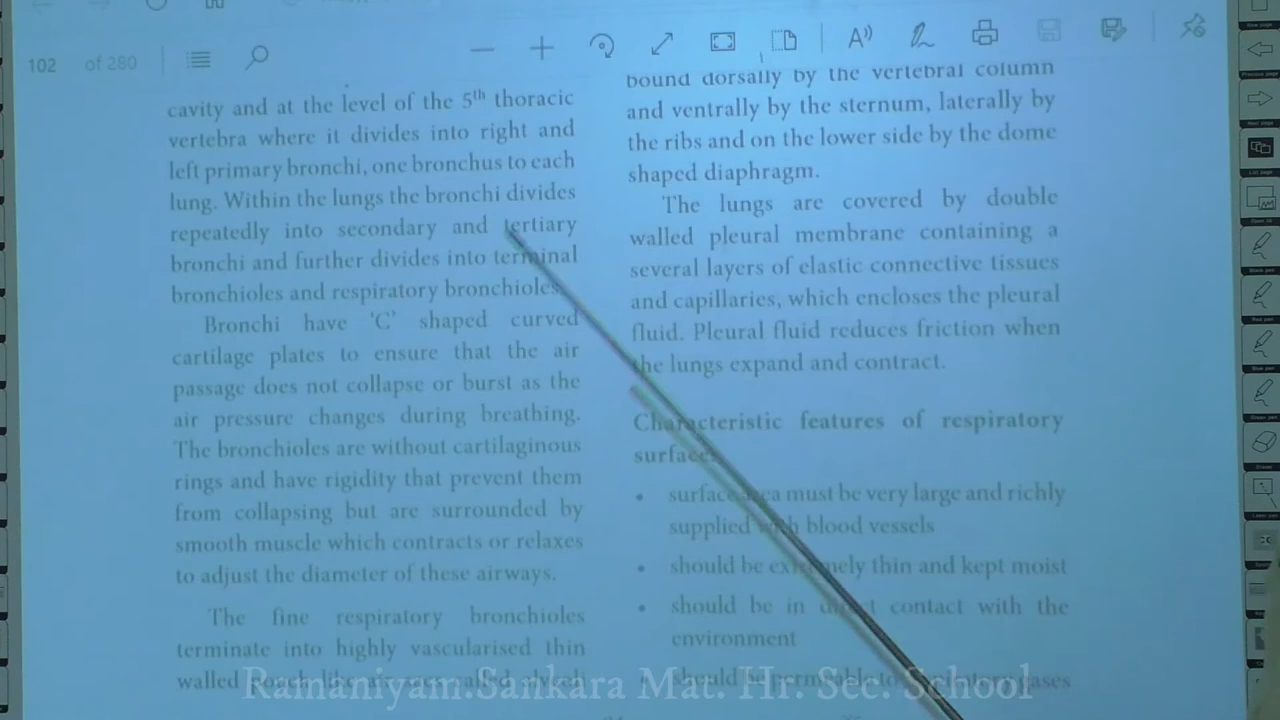 102 of 280
cavity and at the level of the 5th thoracic
vertebra where it divides into right and
left primary bronchi, one bronchus to each
lung. Within the lungs the bronchi divides
repeatedly into secondary and tertiary
bronchi and further divides into terminal
bronchioles and respiratory bronchioles.
Bronchi have 'C' shaped curved
cartilage plates to ensure that the air
passage does not collapse or burst as the
air pressure changes during breathing.
The bronchioles are without cartilaginous
rings and have rigidity that prevent them
from collapsing but are surrounded by
smooth muscle which contracts or relaxes
to adjust the diameter of these airways.
The fine respiratory bronchioles
terminate into highly vascularised thin
walled
bound dorsally by the vertebral column
and ventrally by the sternum, laterally by
the ribs and on the lower side by the dome
shaped diaphragm.
The lungs are covered by double
walled pleural membrane containing a
several layers of elastic connective tissues
and capillaries, which encloses the pleural
fluid. Pleural fluid reduces friction when
the lungs expand and contract.
Characteristic features of respiratory
surfaces
• surface area must be very large and richly
supplied with blood vessels
• should be extremely thin and kept moist
• should be in direct contact with the
environment
• should be permeable to gases
Ramaniyam.Sankara Mat. Hr. Sec. School